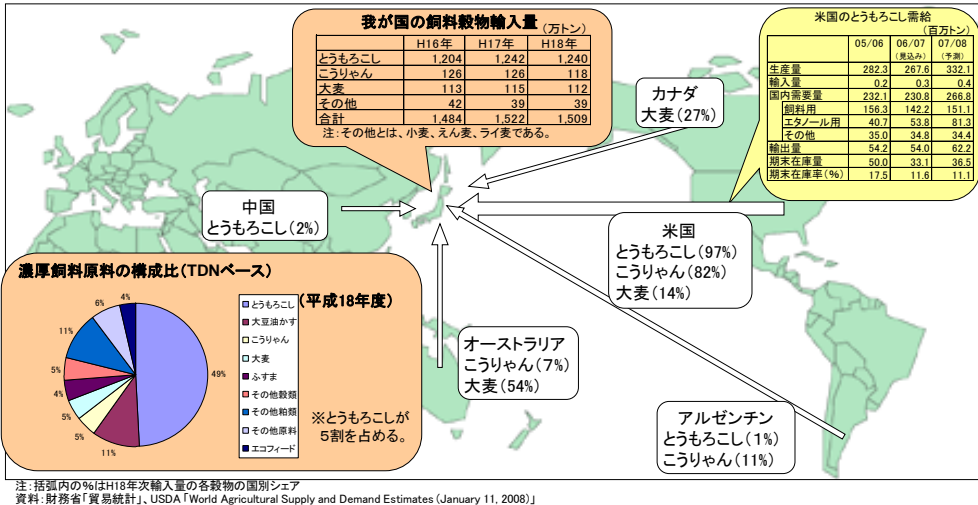 我が国の飼料穀物輸入量 (万トン)
H16年 H17年 H18年
とうもろこし 1,204 1,242 1,240
こうりゃん 126 126 118
大麦 113 115 112
その他 42 39 39
合計 1,484 1,522 1,509
注:その他とは、小麦、えん麦、ライ麦である。
米国のとうもろこし需給
(百万トン)
05/06 06/07 07/08
(見込み) (予測)
生産量 282.3 267.6 332.1
輸入量 0.2 0.3 0.4
国内需要量 232.1 230.8 266.8
飼料用 156.3 142.2 151.1
エタノール用 40.7 53.8 81.3
その他 35.0 34.8 34.4
輸出量 54.2 54.0 62.2
期末在庫量 50.0 33.1 36.5
期末在庫率(%) 17.5 11.6 11.1
カナダ
大麦(27%)
中国
とうもろこし(2%)
米国
とうもろこし(97%)
こうりゃん(82%)
大麦(14%)
濃厚飼料原料の構成比(TDNベース)
(平成18年度)
49%
11%
5%
5%
4%
5%
11%
6%
4%
とうもろこし
大豆油かす
こうりゃん
大麦
ふすま
その他穀類
その他粕類
その他原料
エコフィード
※とうもろこしが
5割を占める。
オーストラリア
こうりゃん(7%)
大麦(54%)
アルゼンチン
とうもろこし(1%)
こうりゃん(11%)
注:括弧内の%はH18年次輸入量の各穀物の国別シェア
資料:財務省「貿易統計」、USDA「World Agricultural Supply and Demand Estimates (January 11, 2008)」